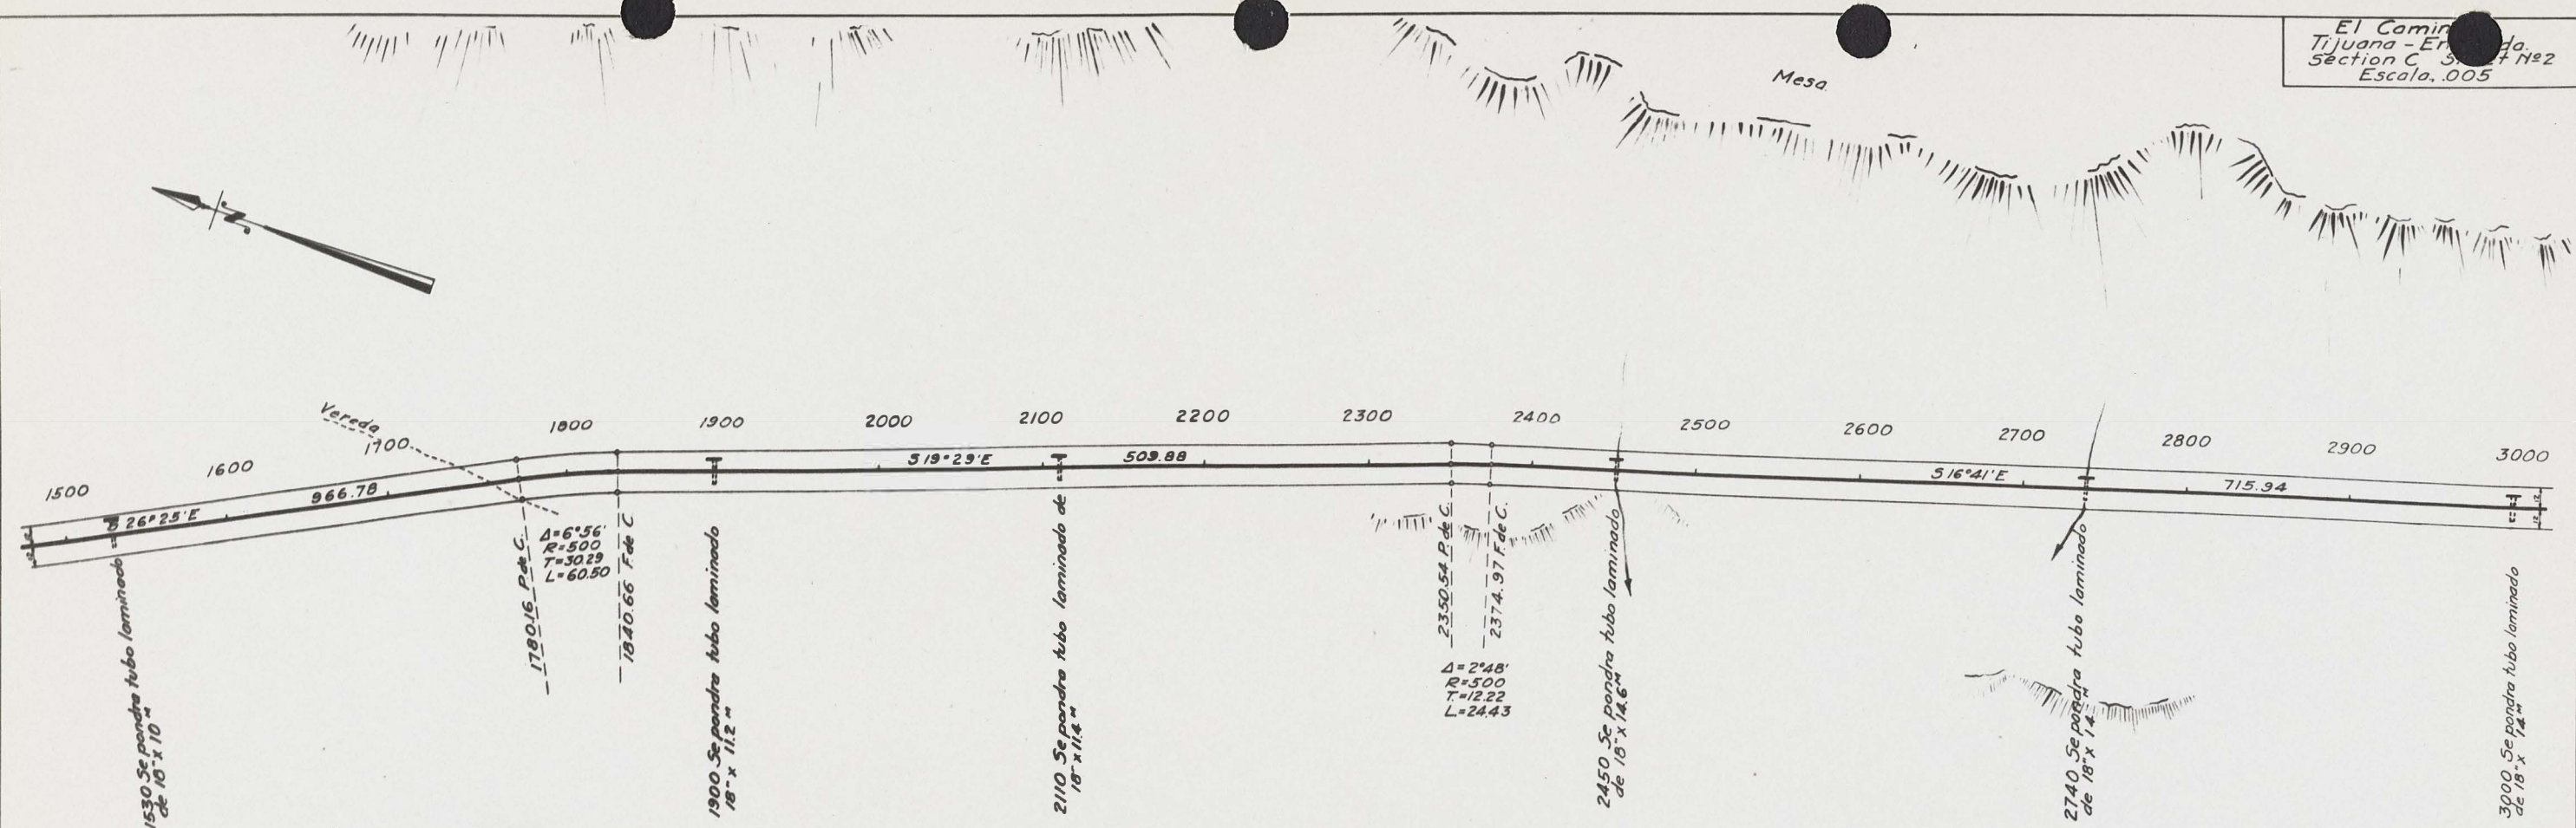 El Camin
Tijuana - En da.
Section C S t Nº2
Escala, .005
Mesa
N
Vereda
1500
1600
1700
1800
1900
2000
2100
2200
2300
2400
2500
2600
2700
2800
2900
3000
S 26°25'E
966.78
S 19°29'E
509.88
S 16°41'E
715.94
1530 Se pondra tubo laminado
de 18" x 10 M
1780.16 P. de C.
Δ=6°56'
R=500
T=30.29
L=60.50
1840.66 F. de C.
1900 Se pondra tubo laminado
18" x 11.2 M
2110 Se pondra tubo laminado de
18" x 11.4 M
2350.54 P. de C.
2374.97 F. de C.
Δ=2°48'
R=500
T=12.22
L=24.43
2450 Se pondra tubo laminado
de 18" x 14.6 M
2740 Se pondra tubo laminado
de 18" x 14 M
3000 Se pondra tubo laminado
de 18" x 14 M